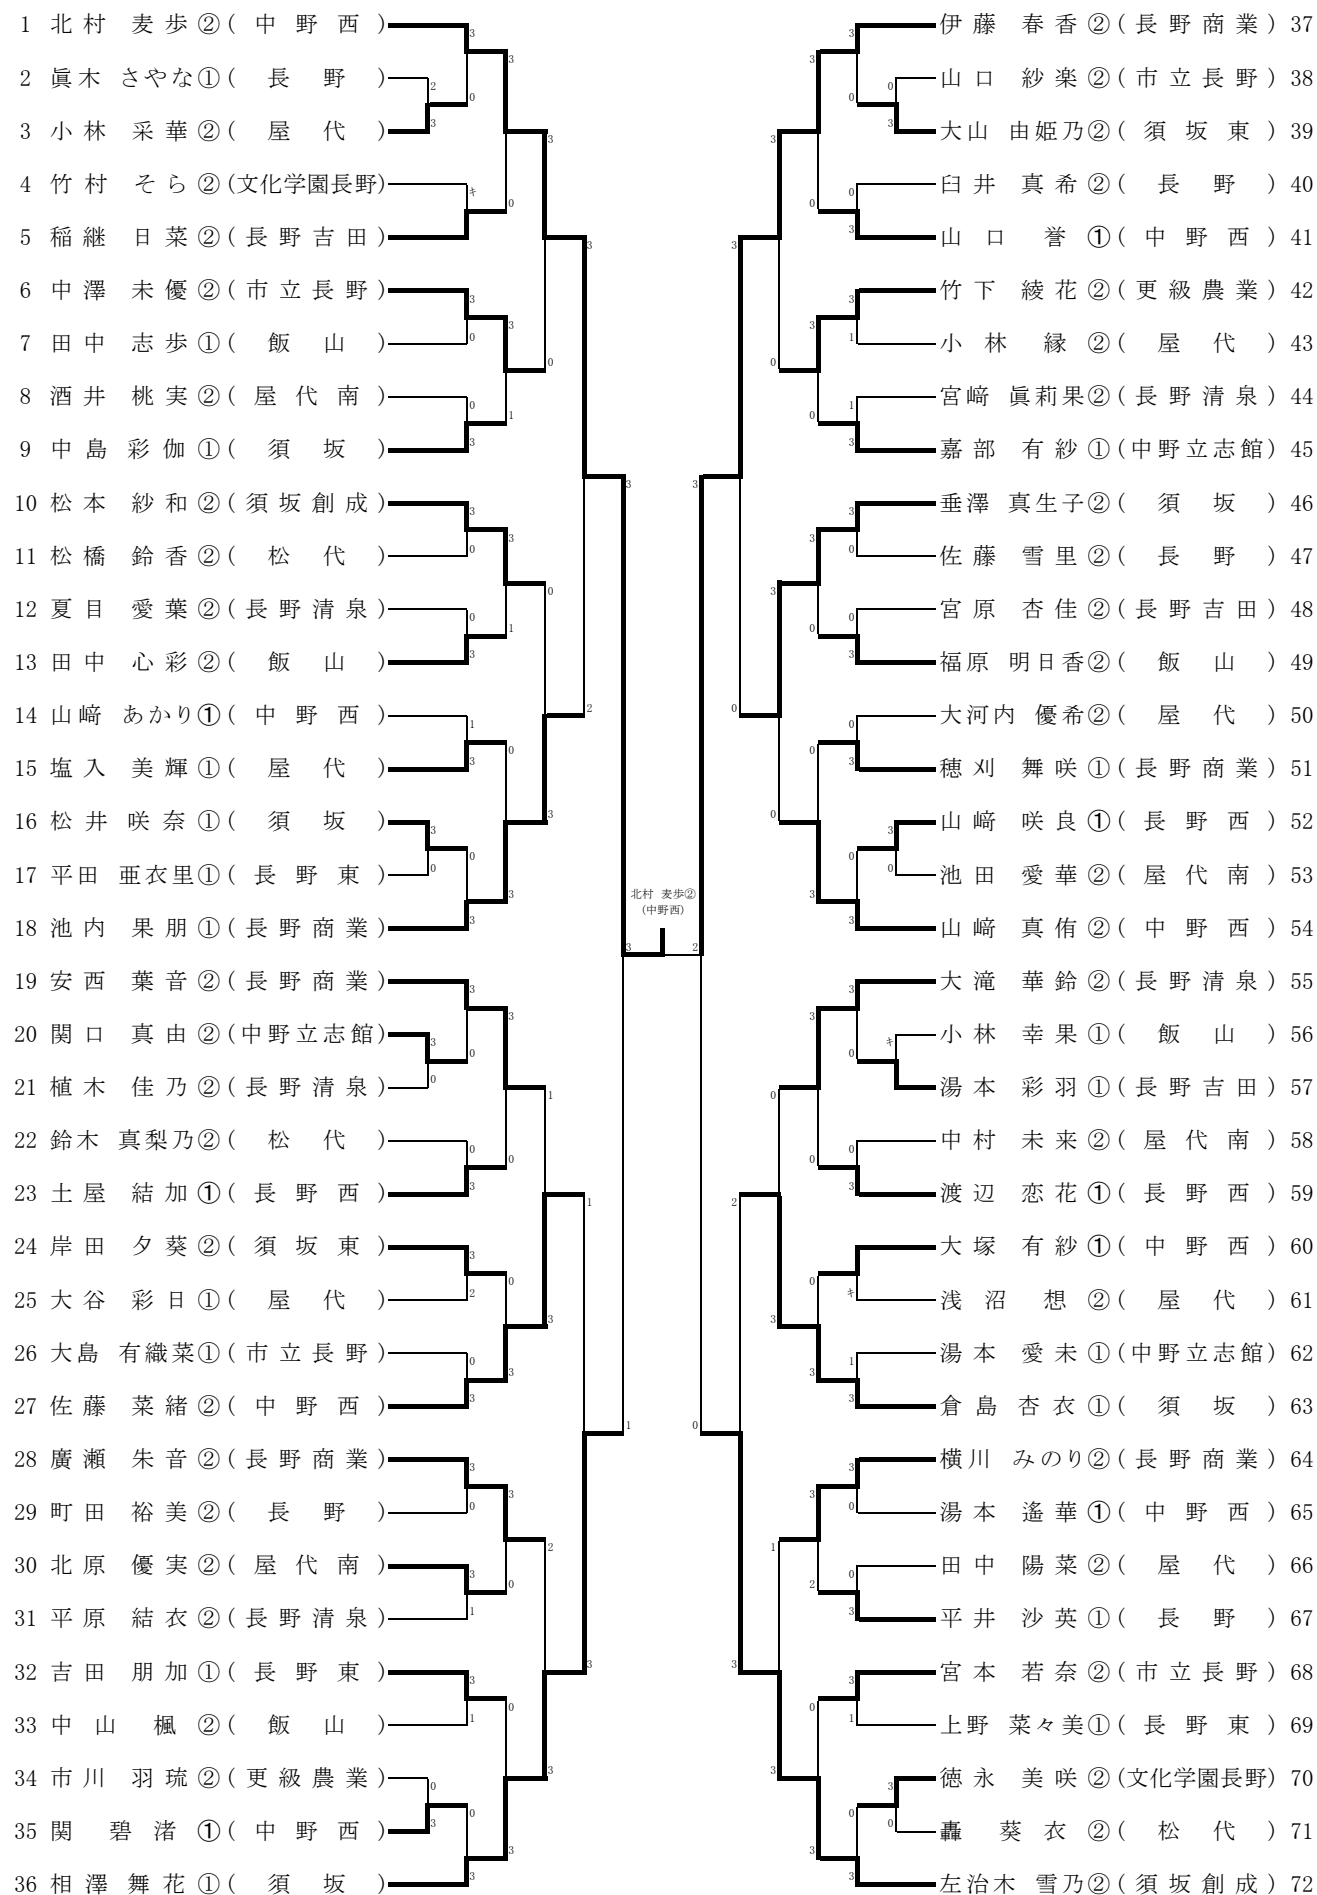 1 北村 麦歩②(中野西)
2 眞木 さやな①(長野)
3 小林 采華②(屋代)
4 竹村 そら②(文化学園長野)
5 稲継 日菜②(長野吉田)
6 中澤 未優②(市立長野)
7 田中 志歩①(飯山)
8 酒井 桃実②(屋代南)
9 中島 彩伽①(須坂)
10 松本 紗和②(須坂創成)
11 松橋 鈴香②(松代)
12 夏目 愛葉②(長野清泉)
13 田中 心彩②(飯山)
14 山﨑 あかり①(中野西)
15 塩入 美輝①(屋代)
16 松井 咲奈①(須坂)
17 平田 亜衣里①(長野東)
18 池内 果朋①(長野商業)
19 安西 葉音②(長野商業)
20 関口 真由②(中野立志館)
21 植木 佳乃②(長野清泉)
22 鈴木 真梨乃②(松代)
23 土屋 結加①(長野西)
24 岸田 夕葵②(須坂東)
25 大谷 彩日①(屋代)
26 大島 有織菜①(市立長野)
27 佐藤 菜緒②(中野西)
28 廣瀬 朱音②(長野商業)
29 町田 裕美②(長野)
30 北原 優実②(屋代南)
31 平原 結衣②(長野清泉)
32 吉田 朋加①(長野東)
33 中山 楓②(飯山)
34 市川 羽琉②(更級農業)
35 関 碧渚①(中野西)
36 相澤 舞花①(須坂)
北村 麦歩②
(中野西)
3 2
伊藤 春香②(長野商業) 37
山口 紗楽②(市立長野) 38
大山 由姫乃②(須坂東) 39
臼井 真希②(長野) 40
山口 誉①(中野西) 41
竹下 綾花②(更級農業) 42
小林 縁②(屋代) 43
宮﨑 眞莉果②(長野清泉) 44
嘉部 有紗①(中野立志館) 45
垂澤 真生子②(須坂) 46
佐藤 雪里②(長野) 47
宮原 杏佳②(長野吉田) 48
福原 明日香②(飯山) 49
大河内 優希②(屋代) 50
穂刈 舞咲①(長野商業) 51
山﨑 咲良①(長野西) 52
池田 愛華②(屋代南) 53
山﨑 真侑②(中野西) 54
大滝 華鈴②(長野清泉) 55
小林 幸果①(飯山) 56
湯本 彩羽①(長野吉田) 57
中村 未来②(屋代南) 58
渡辺 恋花①(長野西) 59
大塚 有紗①(中野西) 60
浅沼 想②(屋代) 61
湯本 愛未①(中野立志館) 62
倉島 杏衣①(須坂) 63
横川 みのり②(長野商業) 64
湯本 遙華①(中野西) 65
田中 陽菜②(屋代) 66
平井 沙英①(長野) 67
宮本 若奈②(市立長野) 68
上野 菜々美①(長野東) 69
徳永 美咲②(文化学園長野) 70
轟 葵衣②(松代) 71
左治木 雪乃②(須坂創成) 72